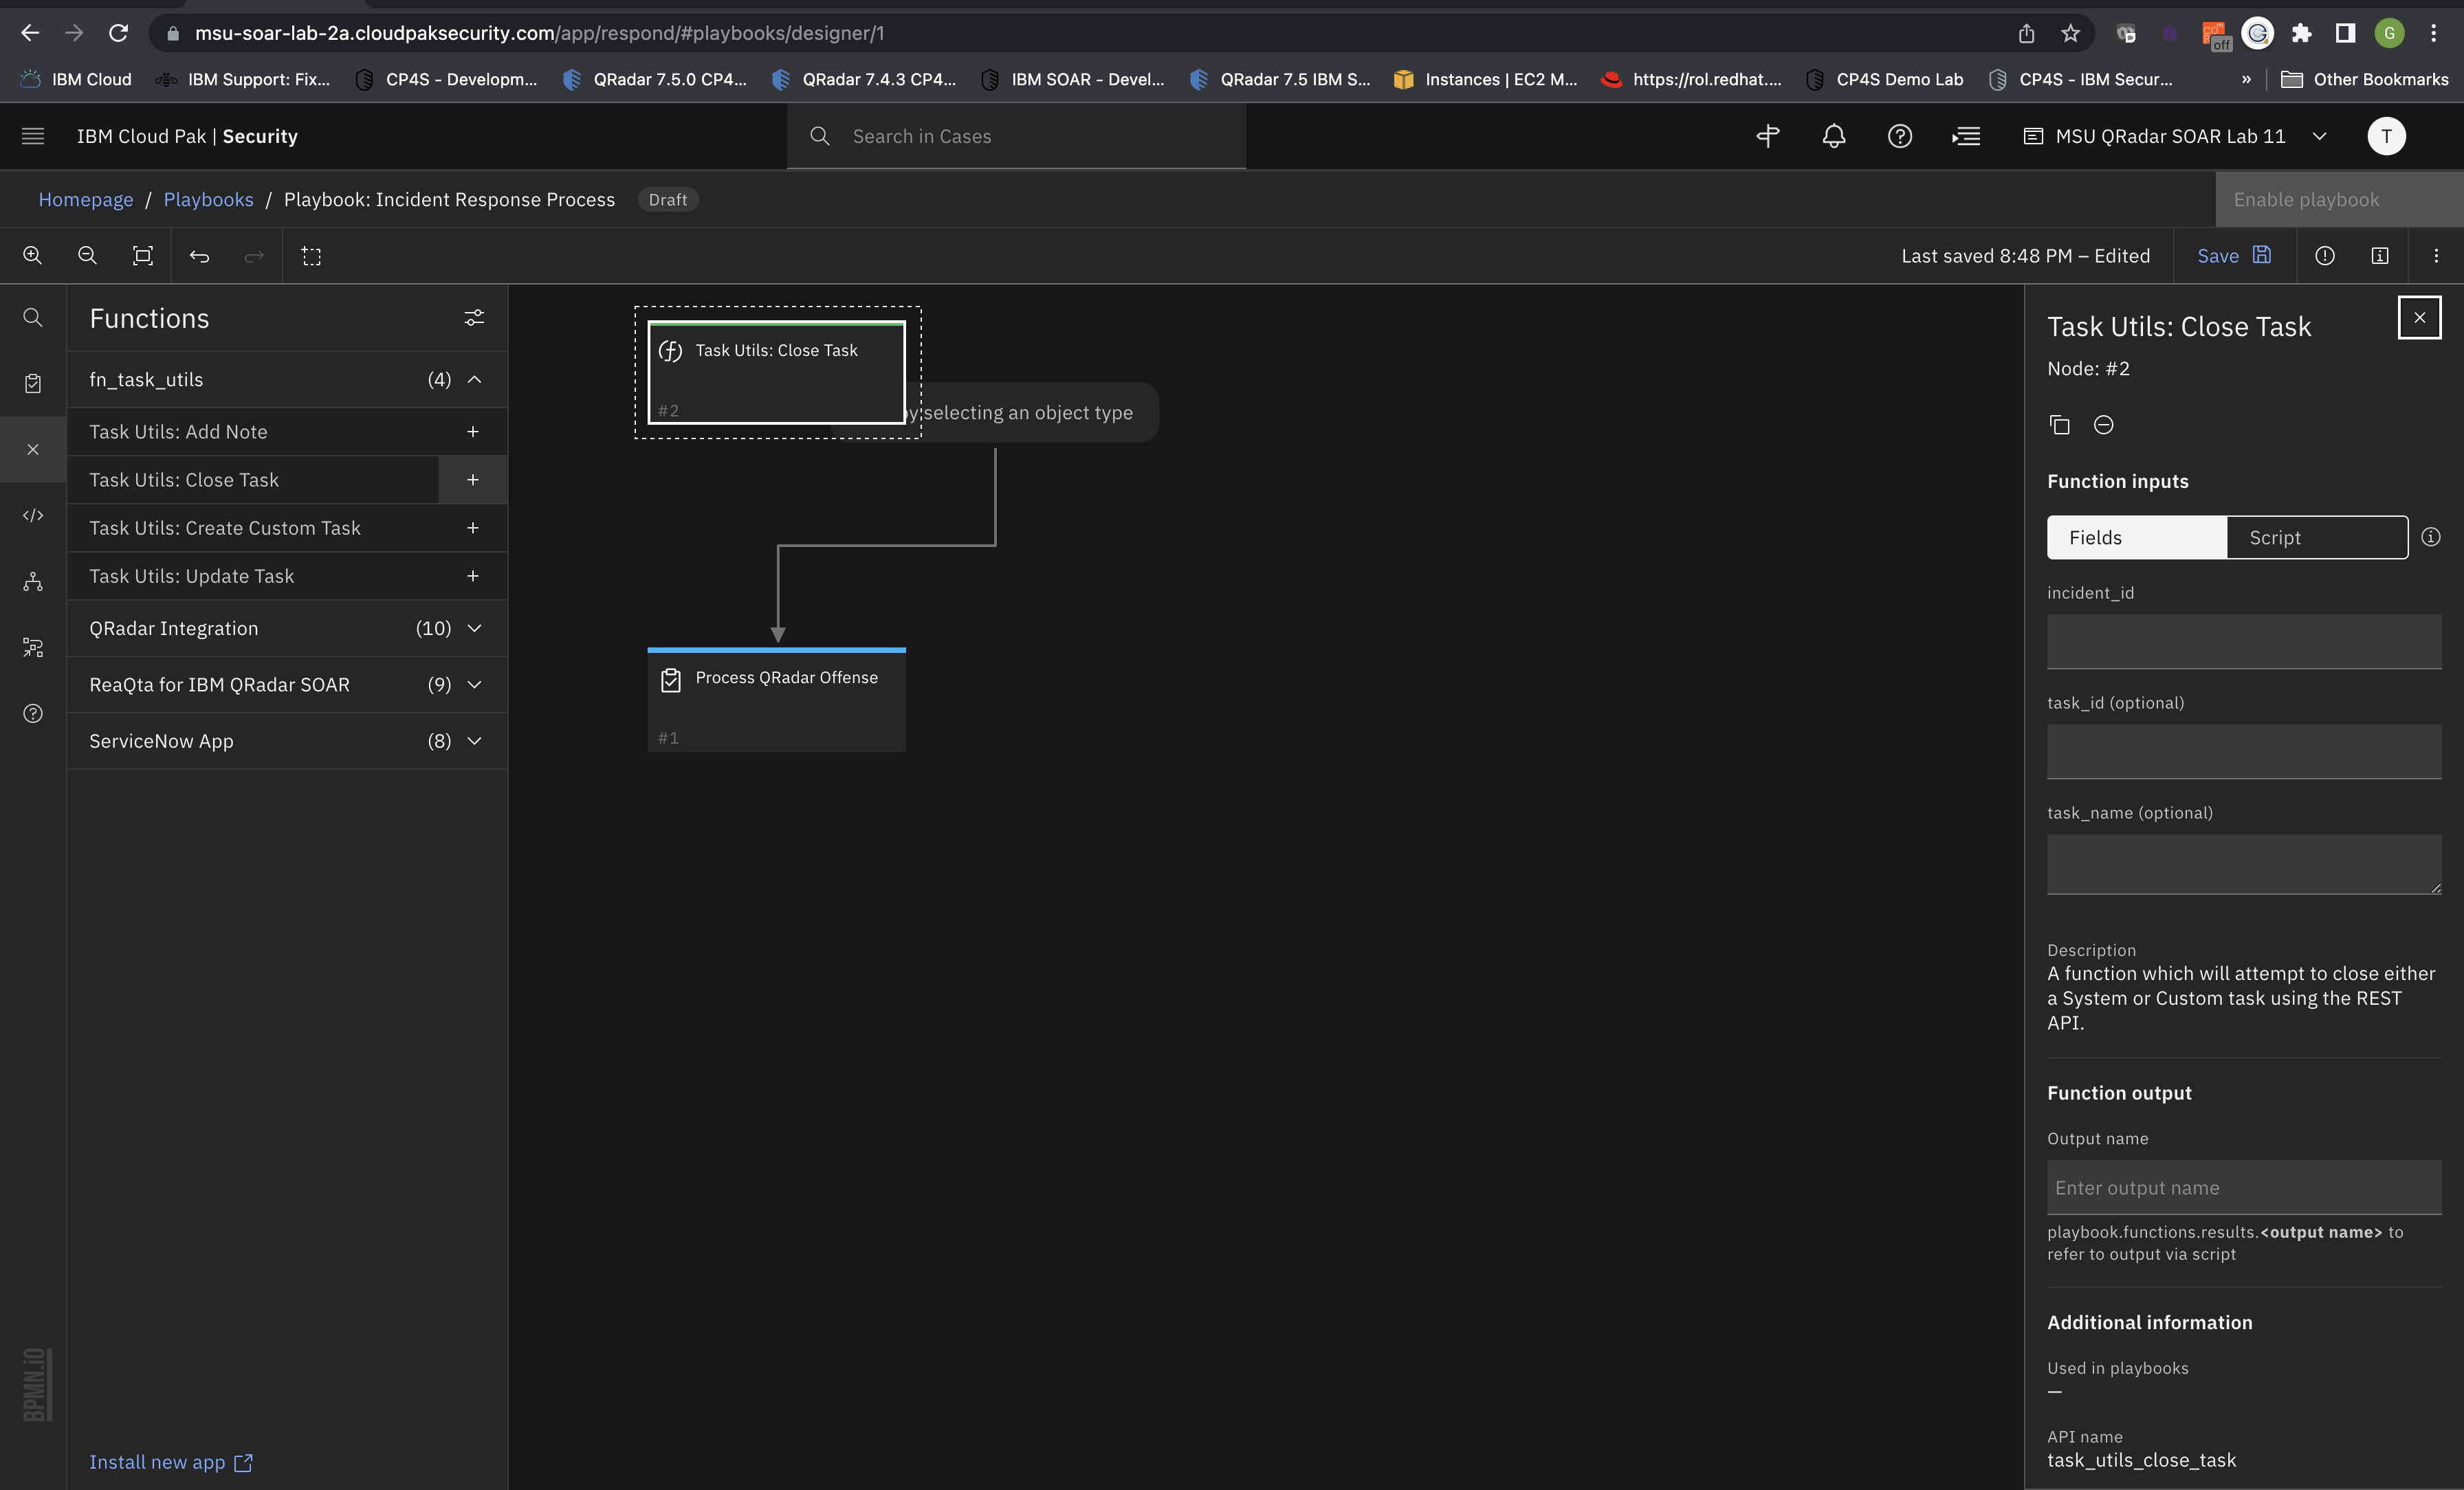 msu-soar-lab-2a.cloudpaksecurity.com/app/respond/#playbooks/designer/1
off
G
IBM Cloud
IBM Support: Fix...
CP4S - Developm...
QRadar 7.5.0 CP4...
QRadar 7.4.3 CP4...
IBM SOAR - Devel...
QRadar 7.5 IBM S...
Instances | EC2 M...
https://rol.redhat....
CP4S Demo Lab
CP4S - IBM Secur...
»
Other Bookmarks
IBM Cloud Pak | Security
Search in Cases
MSU QRadar SOAR Lab 11
T
Homepage / Playbooks / Playbook: Incident Response Process
Draft
Enable playbook
Last saved 8:48 PM – Edited
Save
Functions
fn_task_utils (4)
Task Utils: Add Note +
Task Utils: Close Task +
Task Utils: Create Custom Task +
Task Utils: Update Task +
QRadar Integration (10)
ReaQta for IBM QRadar SOAR (9)
ServiceNow App (8)
Install new app
BPMN.iO
Task Utils: Close Task
#2
y selecting an object type
Process QRadar Offense
#1
Task Utils: Close Task
Node: #2
Function inputs
Fields
Script
incident_id
task_id (optional)
task_name (optional)
Description
A function which will attempt to close either
a System or Custom task using the REST
API.
Function output
Output name
Enter output name
playbook.functions.results.<output name> to
refer to output via script
Additional information
Used in playbooks
—
API name
task_utils_close_task